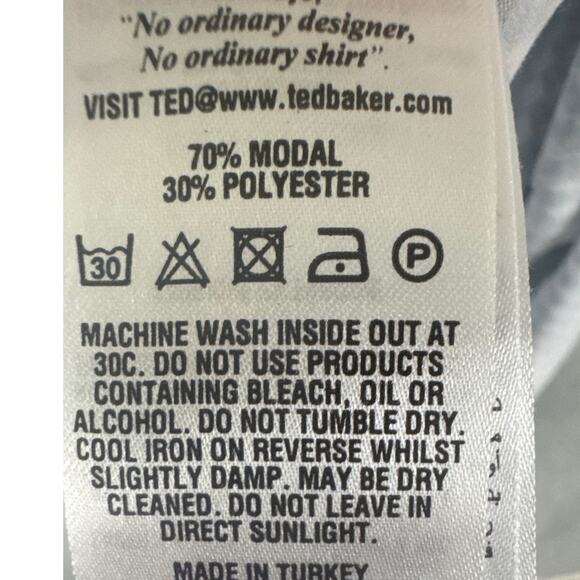 "No ordinary designer,
No ordinary shirt".
VISIT TED@www.tedbaker.com
70% MODAL
30% POLYESTER
30 P
MACHINE WASH INSIDE OUT AT
30C. DO NOT USE PRODUCTS
CONTAINING BLEACH, OIL OR
ALCOHOL. DO NOT TUMBLE DRY.
COOL IRON ON REVERSE WHILST
SLIGHTLY DAMP. MAY BE DRY
CLEANED. DO NOT LEAVE IN
DIRECT SUNLIGHT.
MADE IN TURKEY